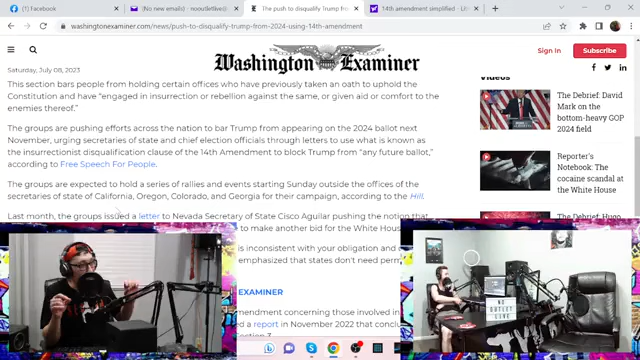 Facebook
(No new emails) - nooutletlive@
The push to disqualify Trump from
14th amendment simplified -
washingtonexaminer.com/news/push-to-disqualify-trump-from-2024-using-14th-amendment
Washington Examiner
Sign In
Subscribe
Saturday, July 08, 2023
This section bars people from holding certain offices who have previously taken an oath to uphold the
Constitution and have "engaged in insurrection or rebellion against the same, or given aid or comfort to the
enemies thereof."
The groups are pushing efforts across the nation to bar Trump from appearing on the 2024 ballot next
November, urging secretaries of state and chief election officials through letters to use what is known as
the insurrectionist disqualification clause of the 14th Amendment to block Trump from "any future ballot,"
according to Free Speech For People.
The groups are expected to hold a series of rallies and events starting Sunday outside the offices of the
secretaries of state of California, Oregon, Colorado, and Georgia for their campaign, according to the Hill.
Last month, the groups issued a letter to Nevada Secretary of State Cisco Aguilar pushing the notion that
to make another bid for the White Hou
is inconsistent with your obligation and
emphasized that states don't need perm
EXAMINER
mendment concerning those involved in
d a report in November 2022 that conclu
Section 3
Videos
The Debrief: David
Mark on the
bottom-heavy GOP
2024 field
Reporter's
Notebook: The
cocaine scandal at
the White House
The Debrief: Hugo
NO
OUTLET
LIVE